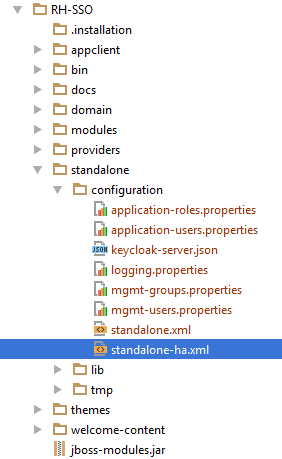 RH-SSO
.installation
appclient
bin
docs
domain
modules
providers
standalone
configuration
application-roles.properties
application-users.properties
JSON keycloak-server.json
logging.properties
mgmt-groups.properties
mgmt-users.properties
standalone.xml
standalone-ha.xml
lib
tmp
themes
welcome-content
jboss-modules.jar